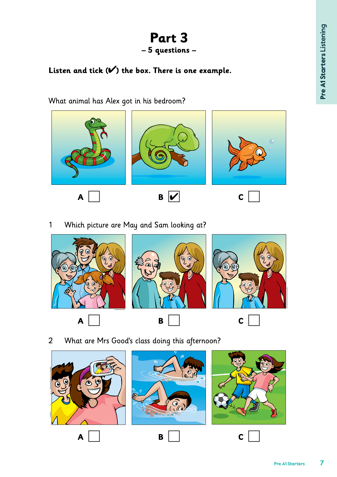 Part 3
– 5 questions –
Pre A1 Starters Listening
Listen and tick (✔) the box. There is one example.
What animal has Alex got in his bedroom?
A B ✔ C
1 Which picture are May and Sam looking at?
A B C
2 What are Mrs Good's class doing this afternoon?
A B C
Pre A1 Starters 7